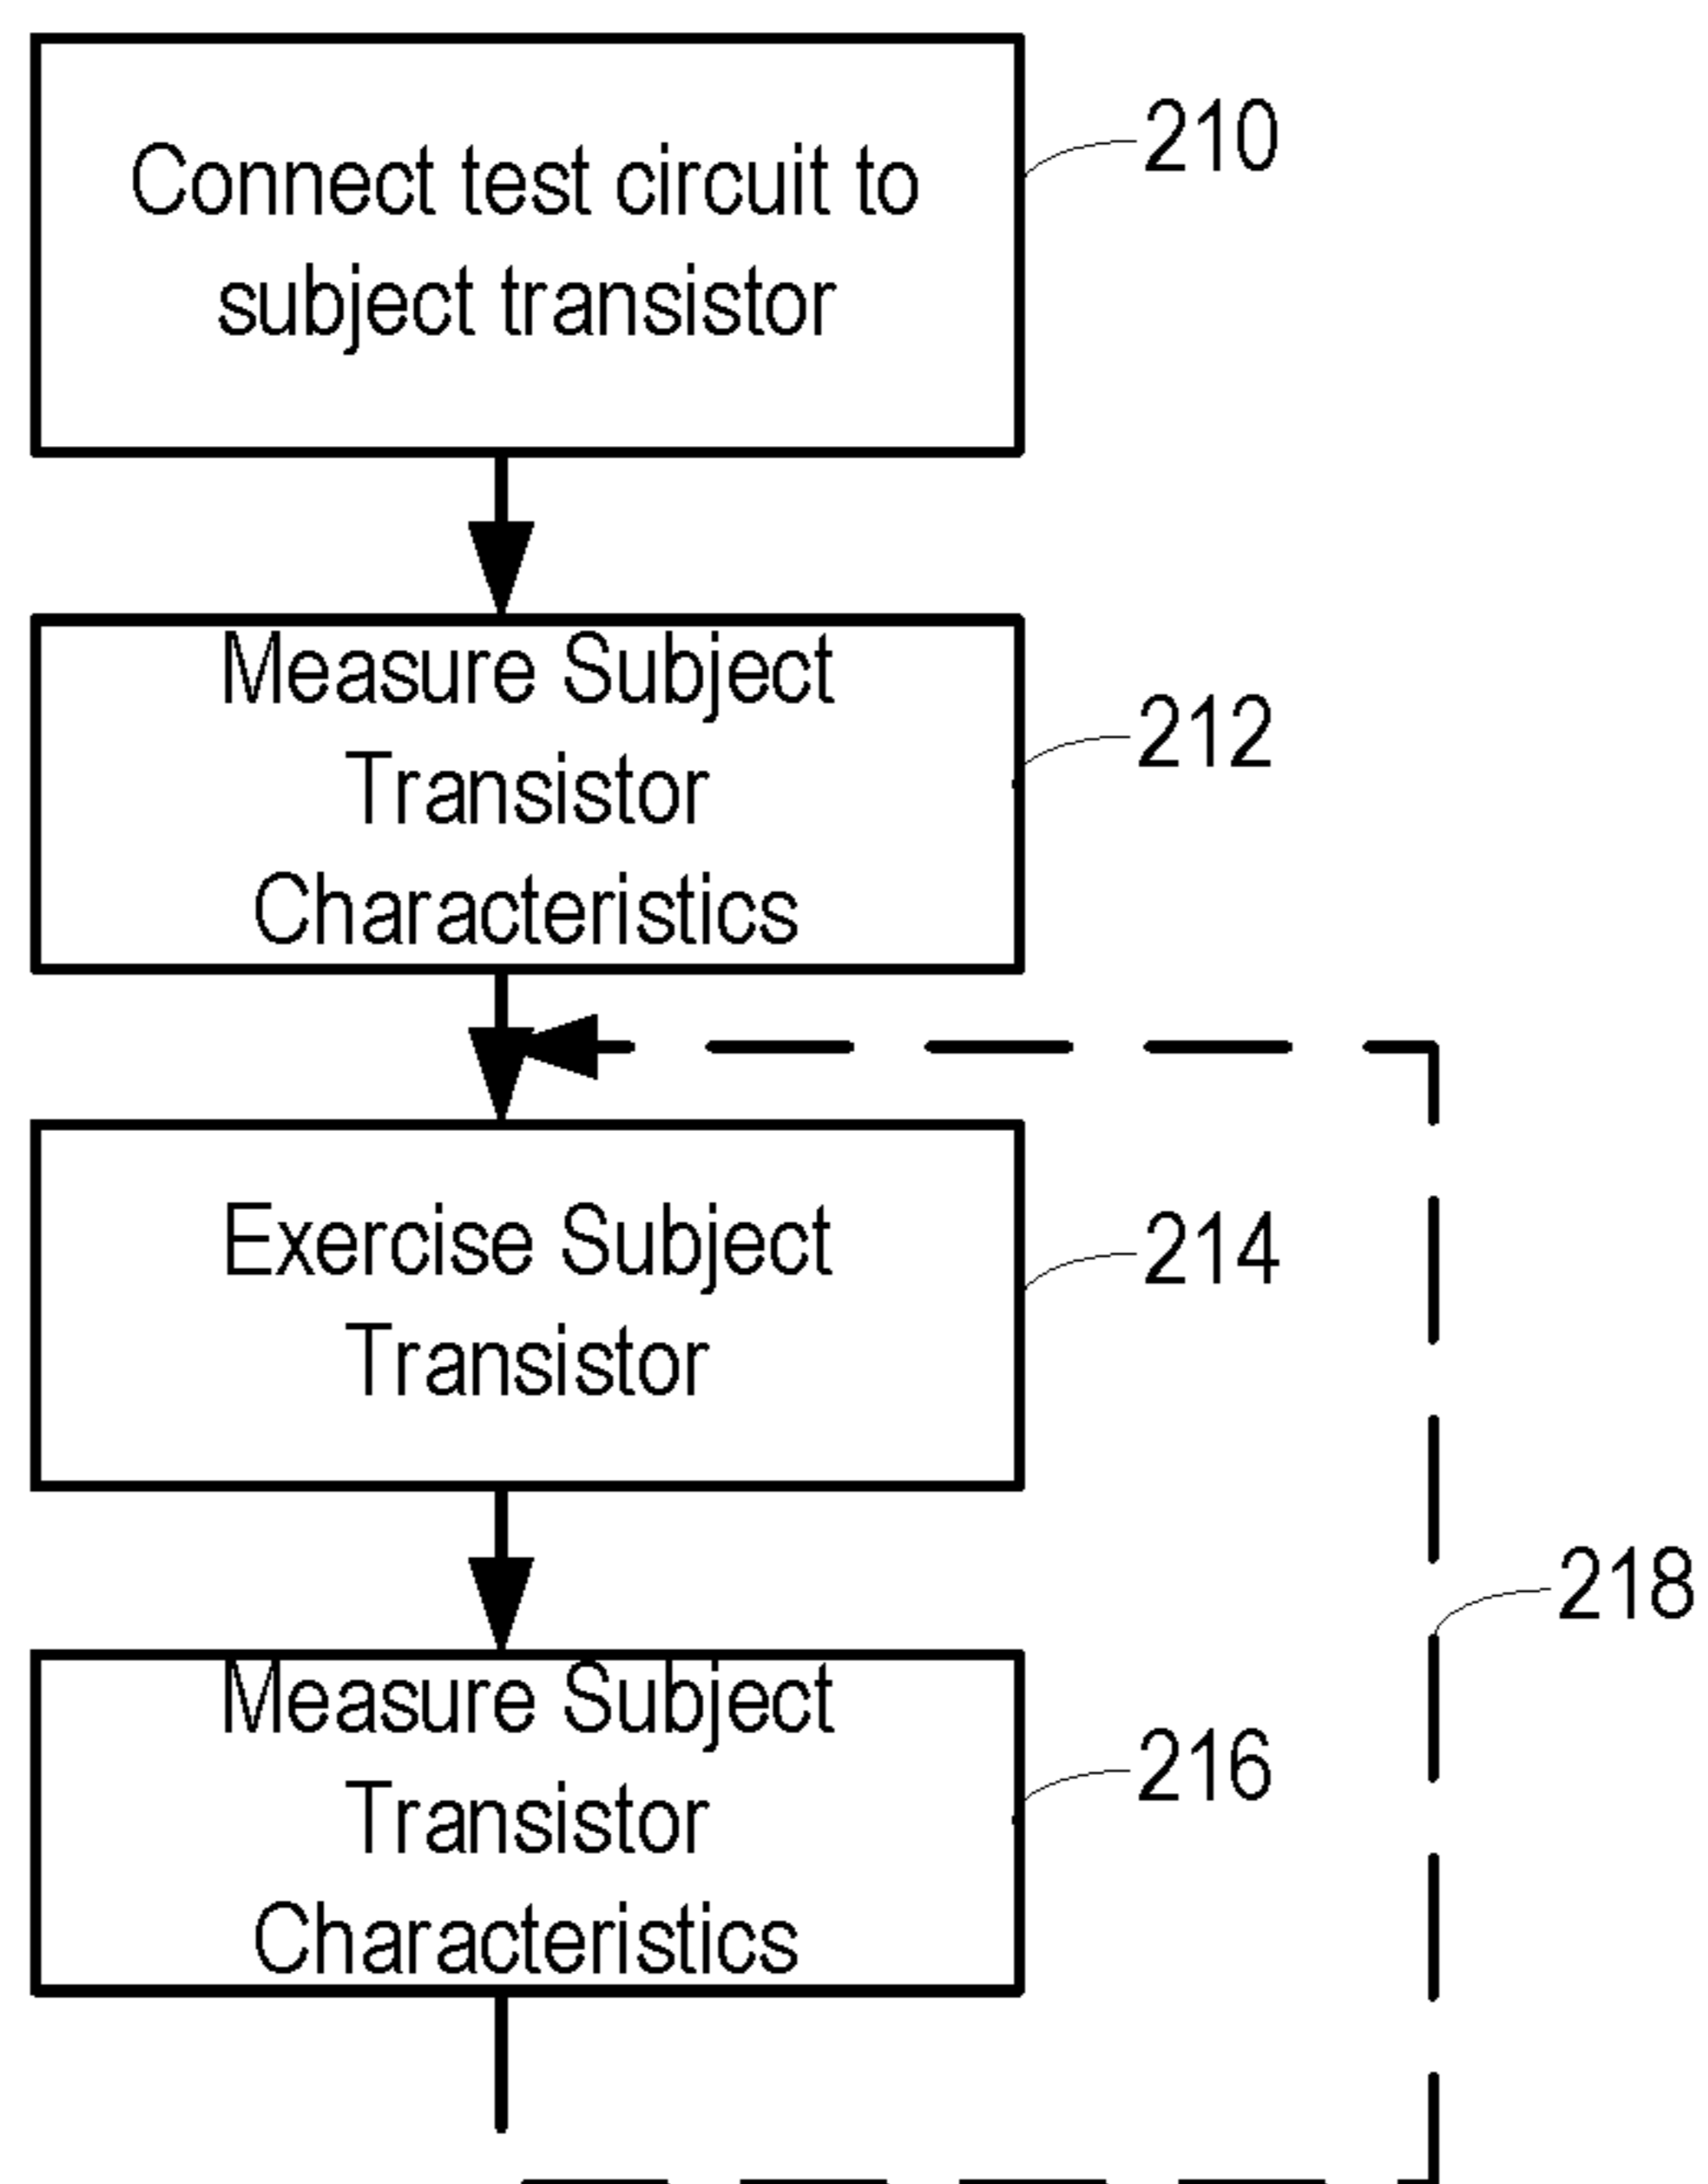 Connect test circuit to
subject transistor
210
Measure Subject
Transistor
Characteristics
212
Exercise Subject
Transistor
214
218
Measure Subject
Transistor
Characteristics
216